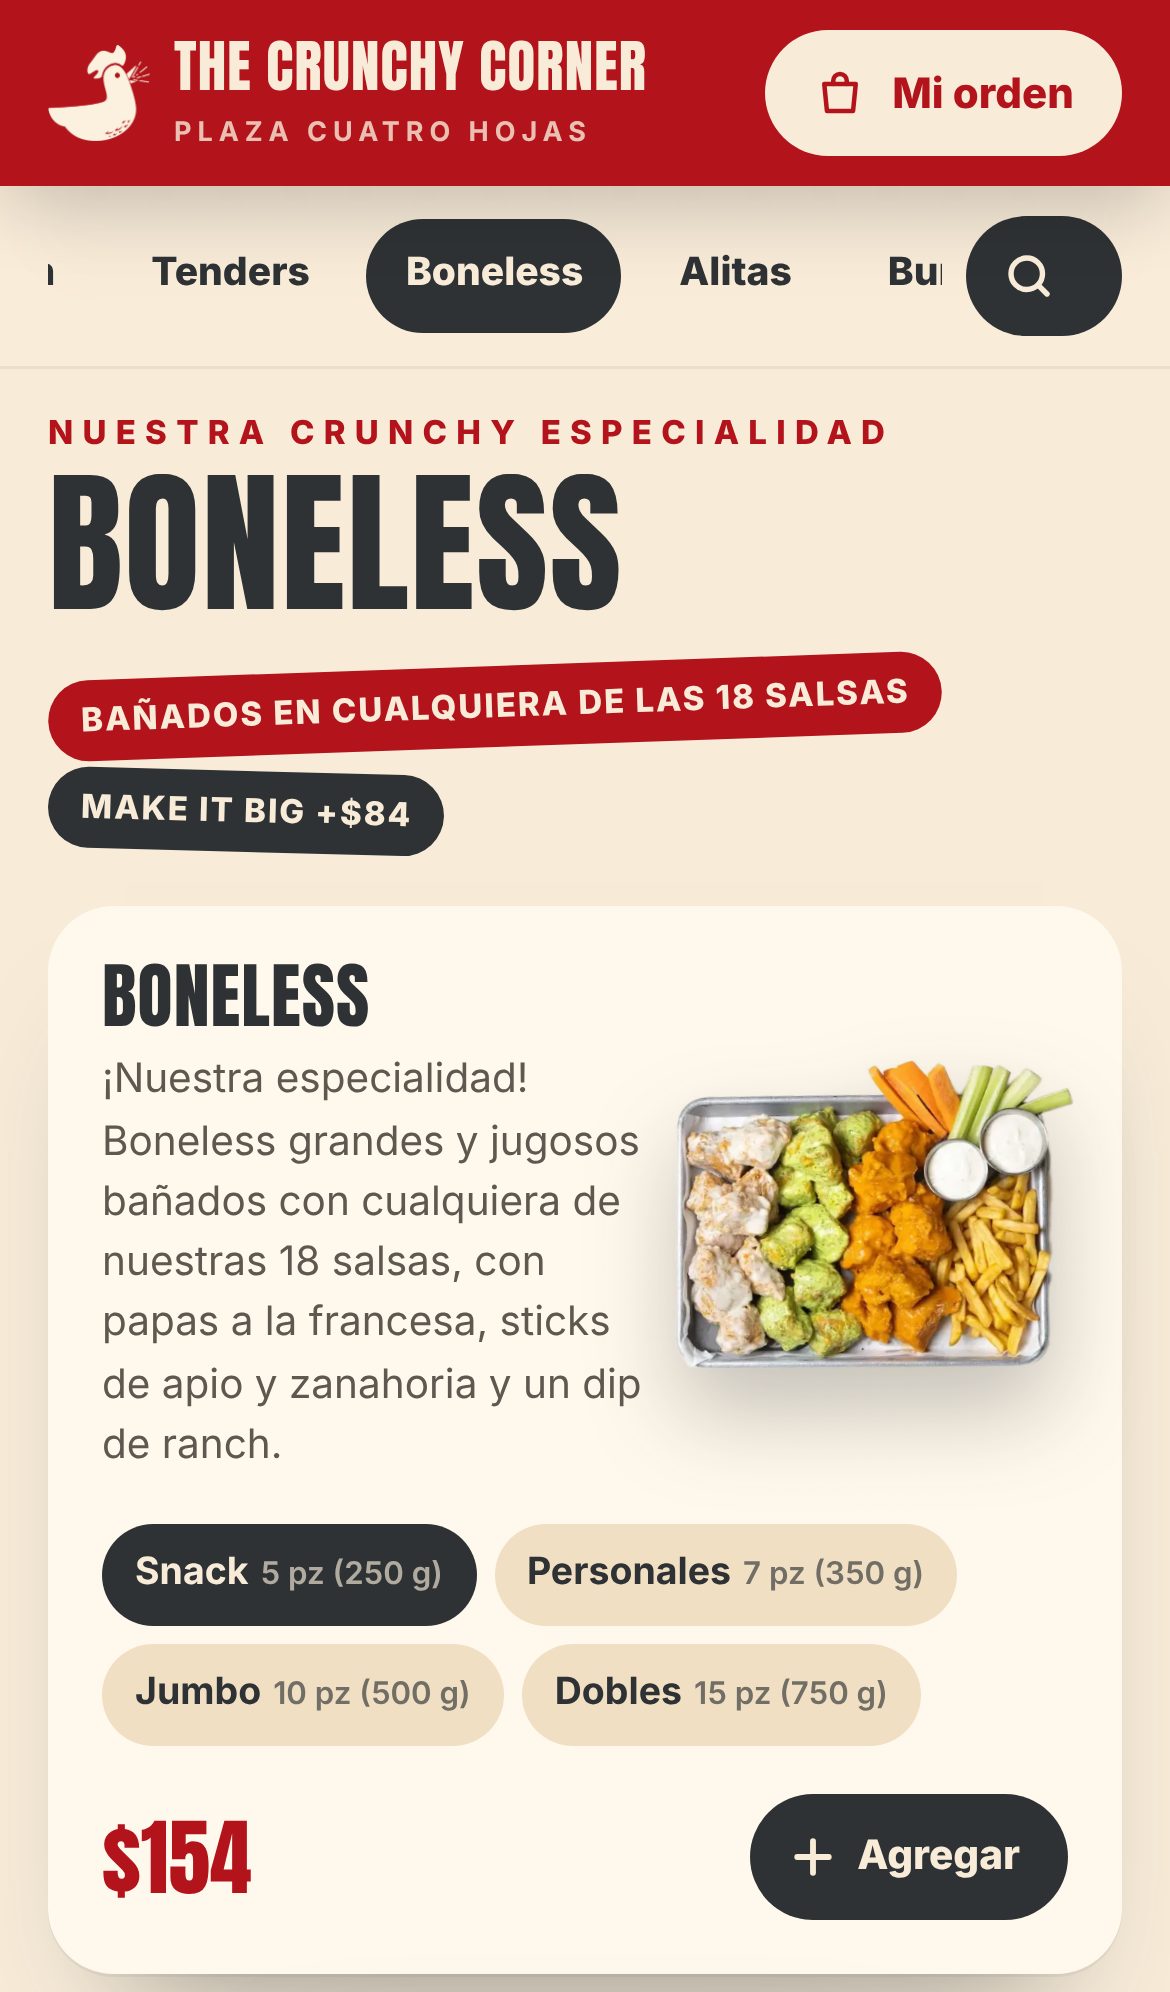 THE CRUNCHY CORNER
PLAZA CUATRO HOJAS
Mi orden
Tenders
Boneless
Alitas
NUESTRA CRUNCHY ESPECIALIDAD
BONELESS
BAÑADOS EN CUALQUIERA DE LAS 18 SALSAS
MAKE IT BIG +$84
BONELESS
¡Nuestra especialidad!
Boneless grandes y jugosos
bañados con cualquiera de
nuestras 18 salsas, con
papas a la francesa, sticks
de apio y zanahoria y un dip
de ranch.
Snack 5 pz (250 g)
Personales 7 pz (350 g)
Jumbo 10 pz (500 g)
Dobles 15 pz (750 g)
$154
Agregar